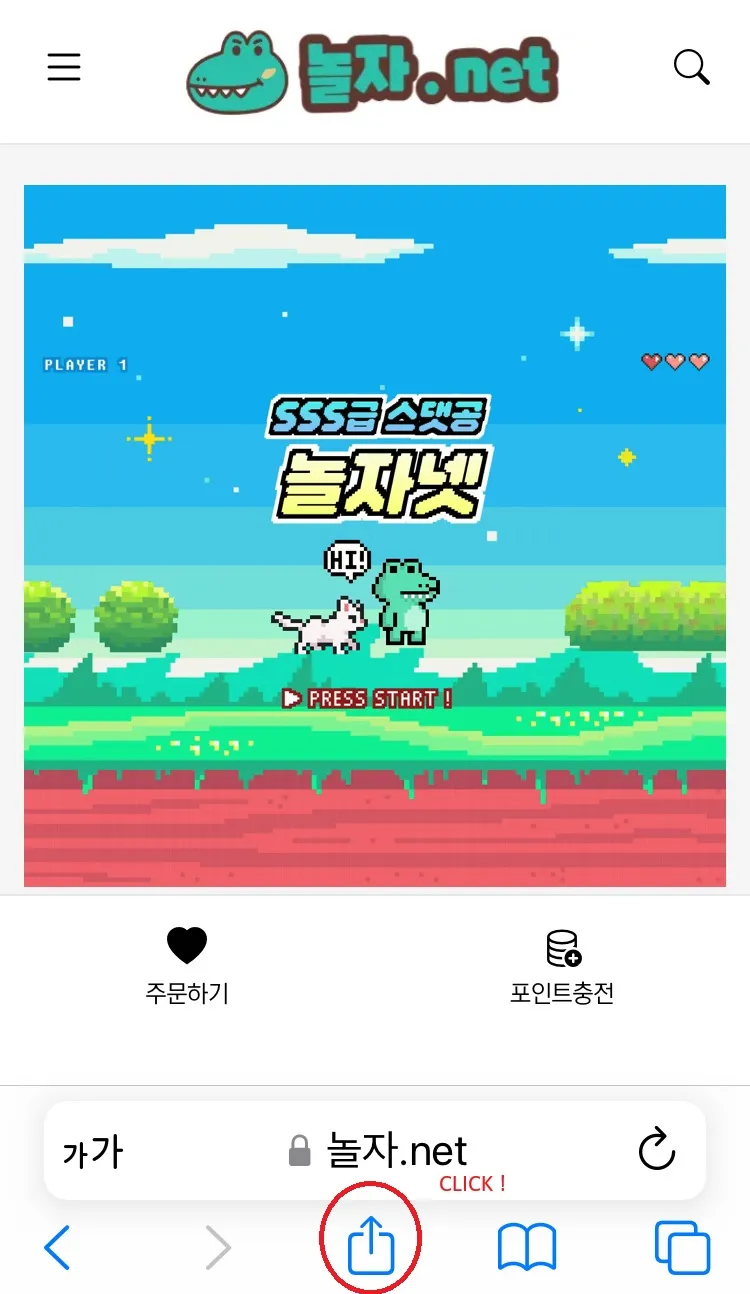 놀자.net
PLAYER 1
SSS급 스댓공
놀자넷
HI!
PRESS START !
주문하기
포인트충전
가가
놀자.net
CLICK !